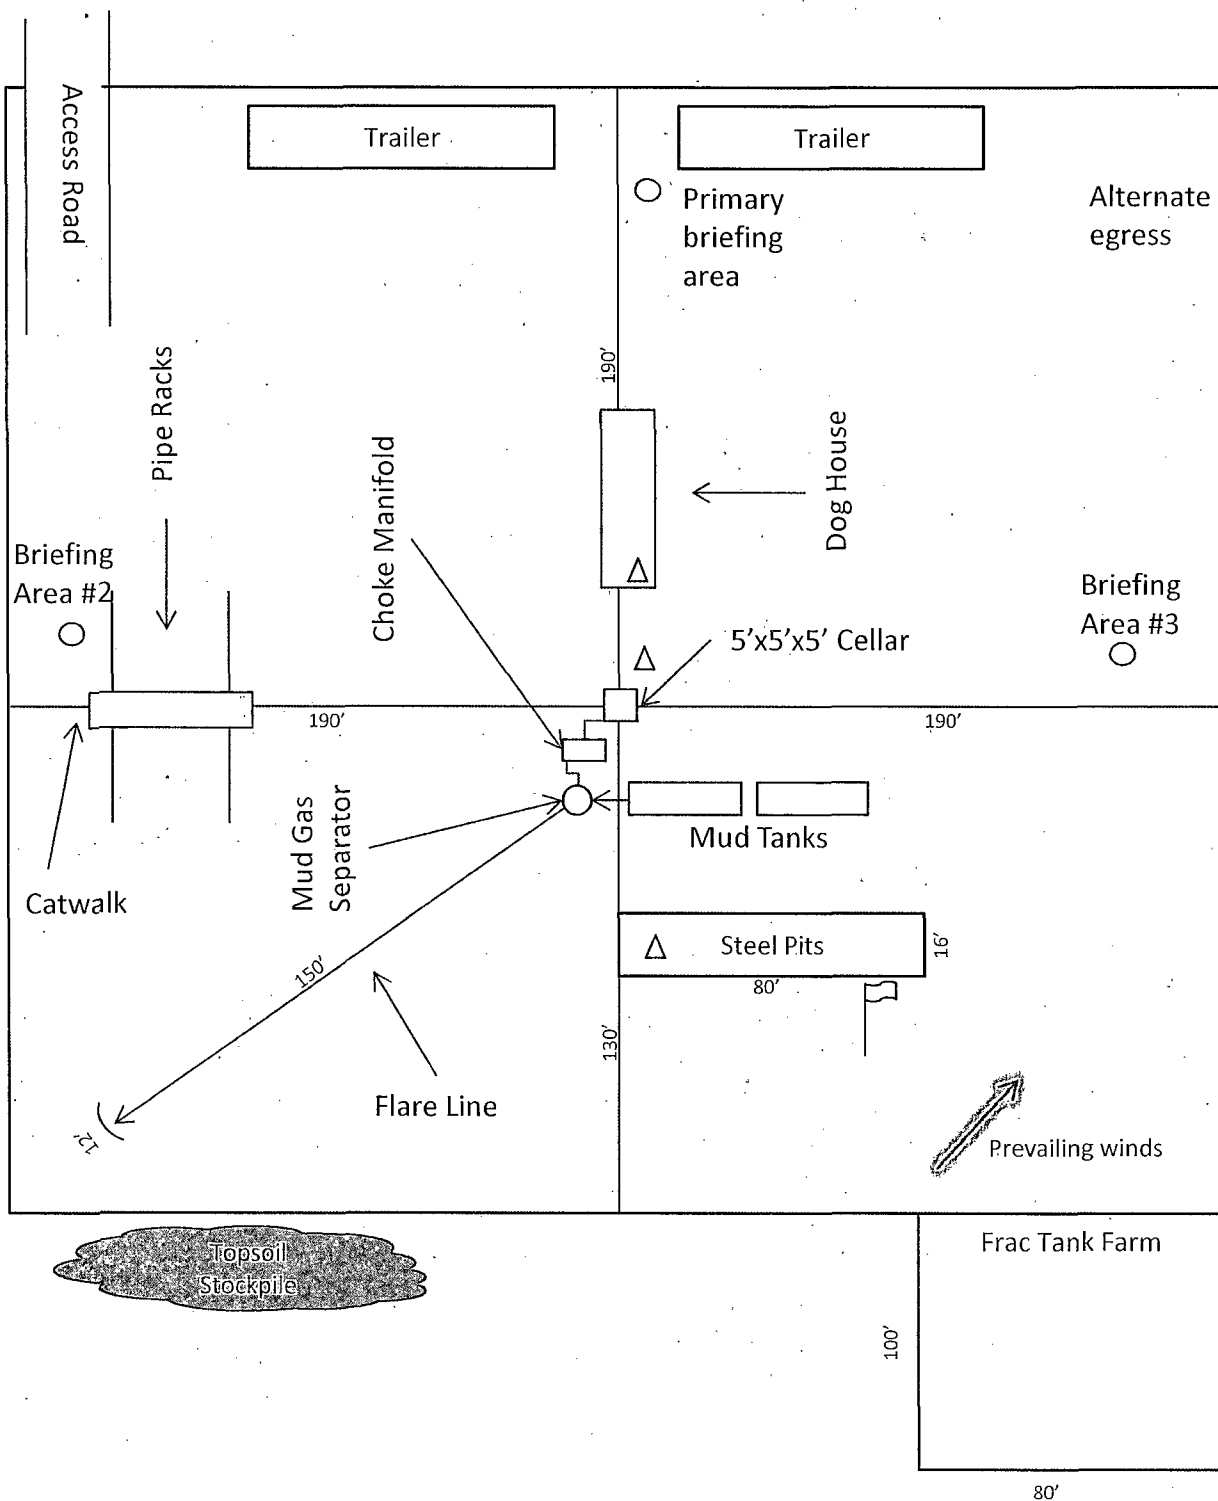 Access Road
Trailer
Trailer
Primary
briefing
area
Alternate
egress
190'
Pipe Racks
Choke Manifold
Dog House
Briefing
Area #2
Briefing
Area #3
5'x5'x5' Cellar
190'
190'
Mud Gas
Separator
Mud Tanks
Catwalk
Steel Pits
16'
80'
150'
130'
Flare Line
12'
Prevailing winds
Topsoil
Stockpile
Frac Tank Farm
100'
80'